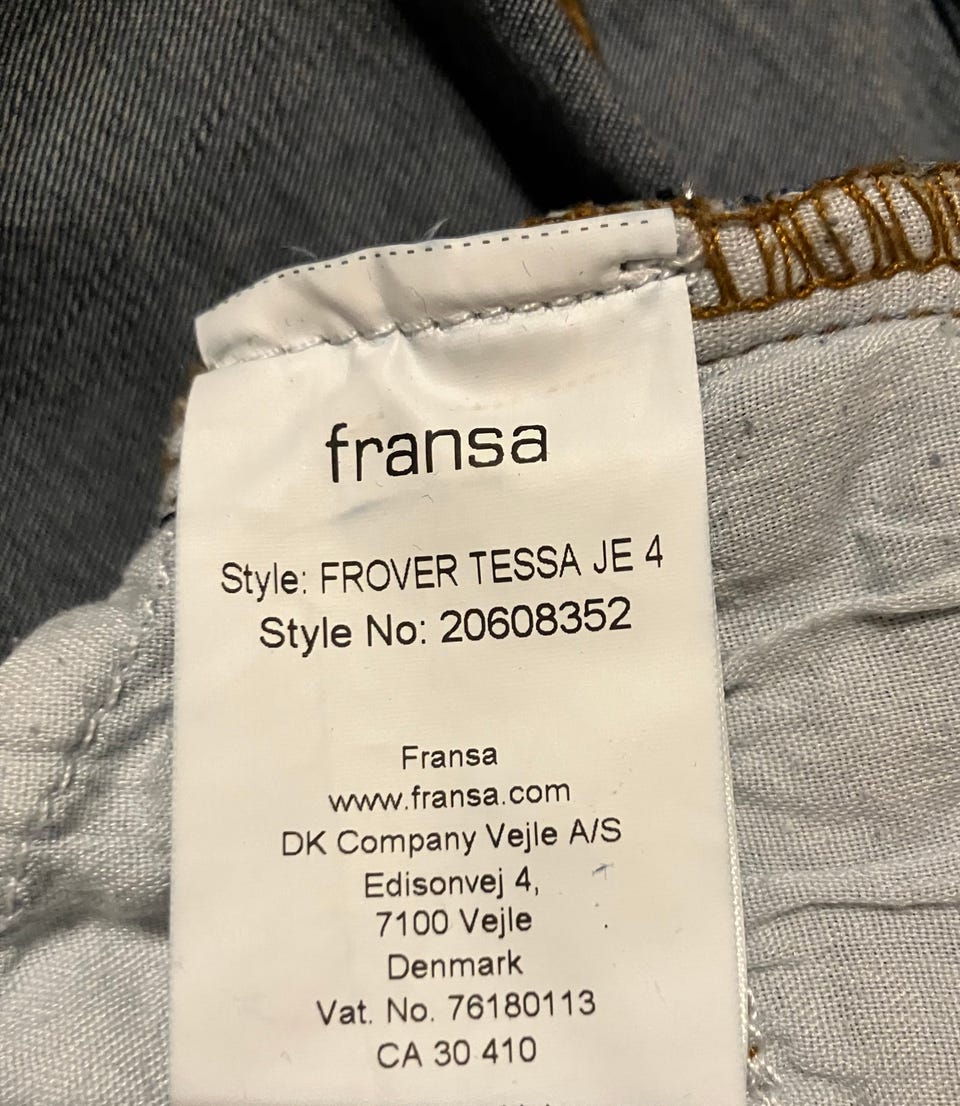 fransa
Style: FROVER TESSA JE 4
Style No: 20608352
Fransa
www.fransa.com
DK Company Vejle A/S
Edisonvej 4,
7100 Vejle
Denmark
Vat. No. 76180113
CA 30 410